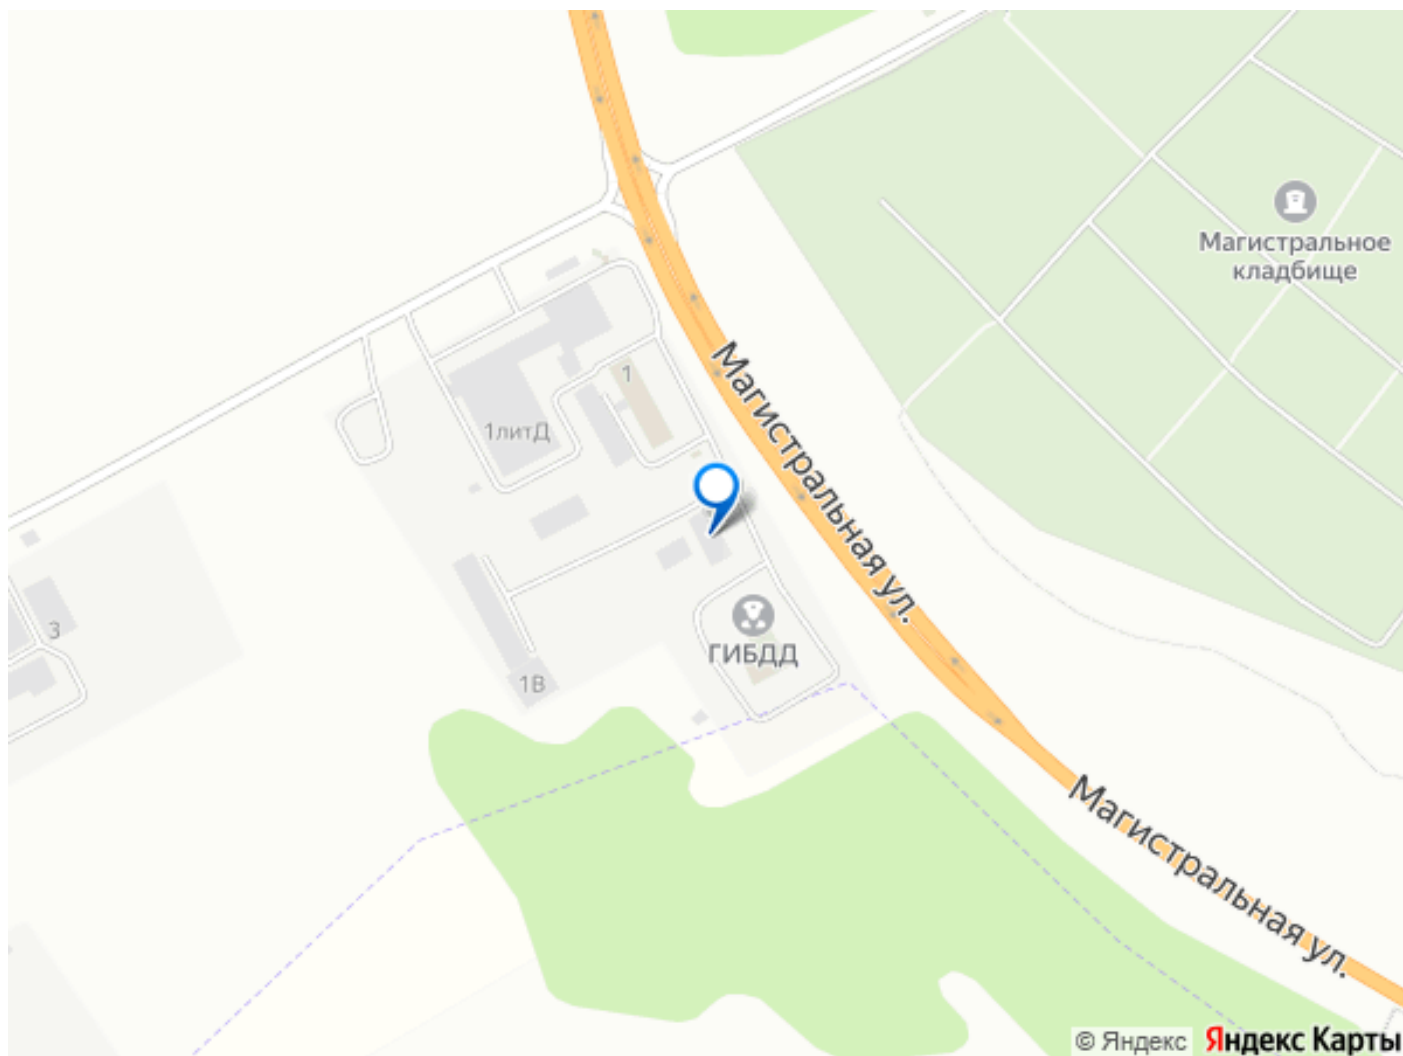 Магистральное
кладбище
Магистральная ул.
1
1литД
3
ГИБДД
1В
Магистральная ул.
© Яндекс Яндекс Карты